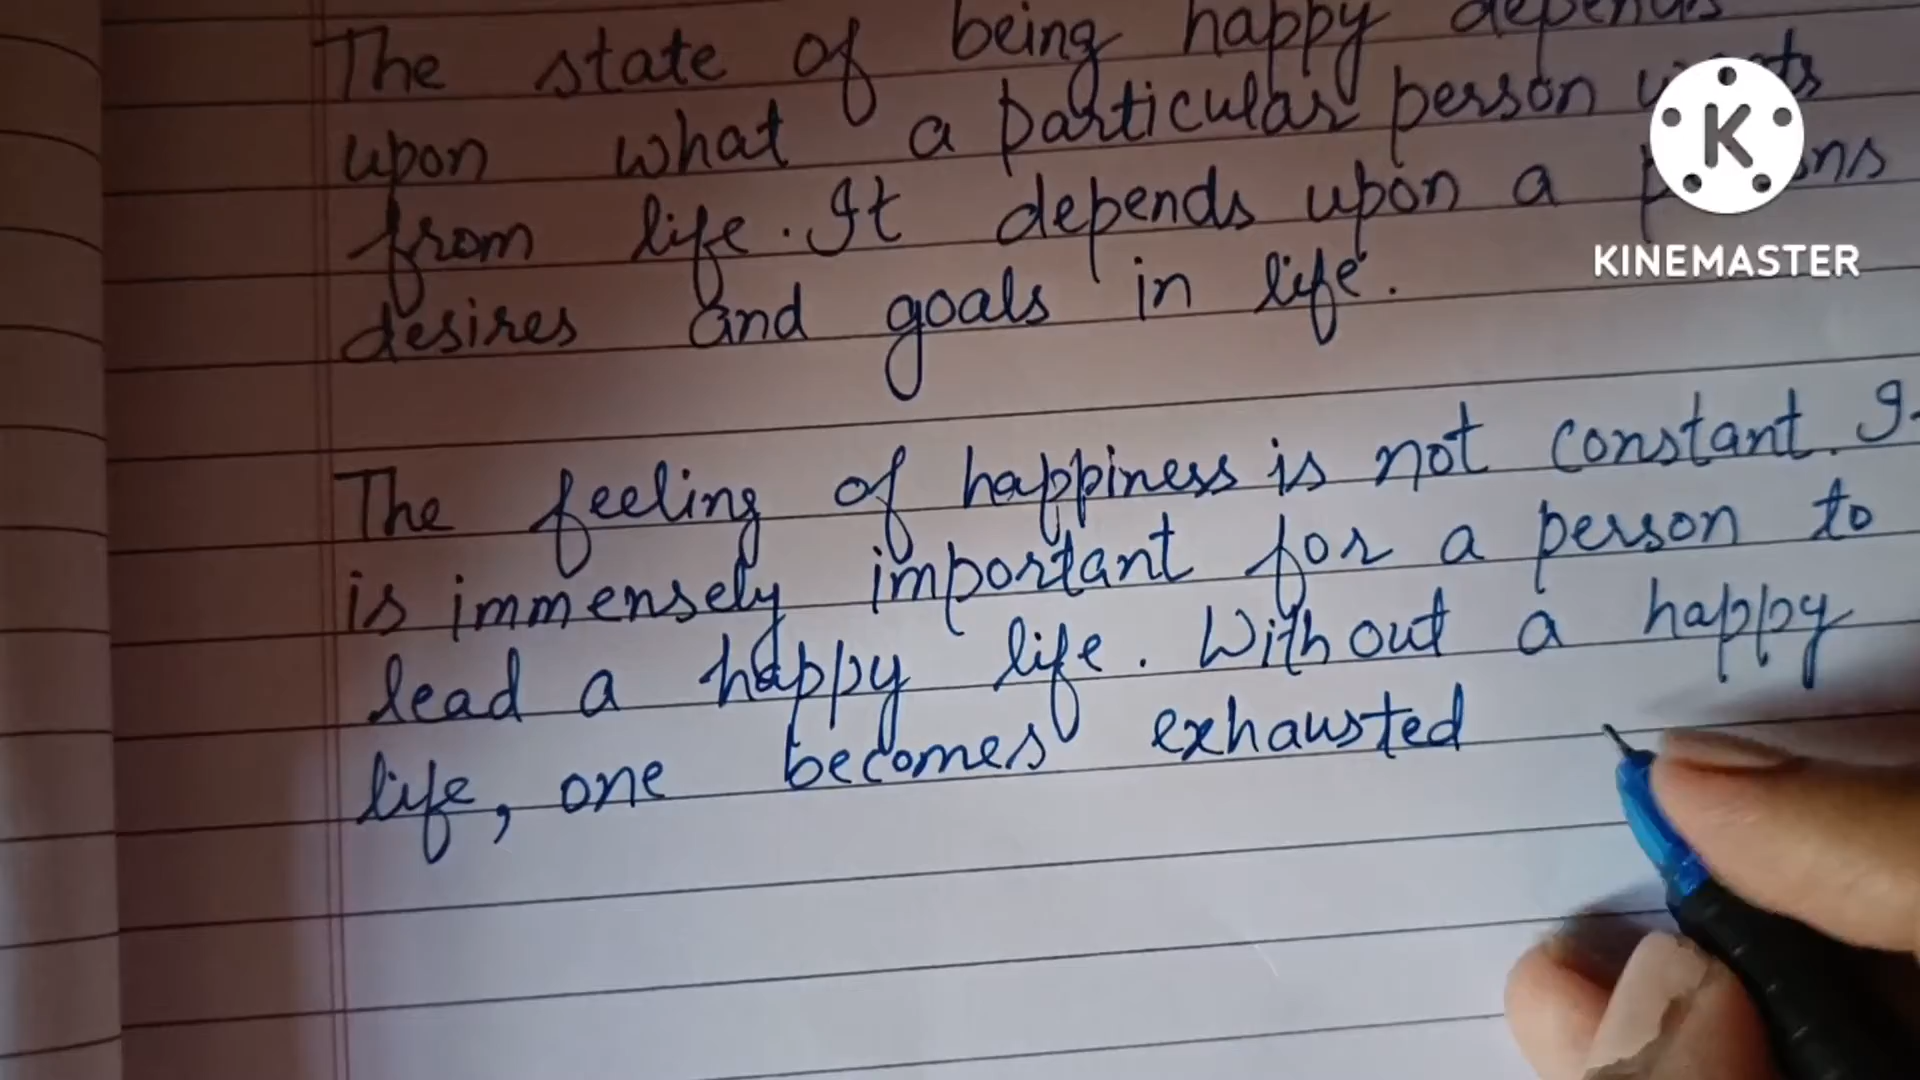 The state of being happy depends
upon what a particular person
from life. It depends upon a
desires and goals in life.
The feeling of happiness is not constant.
is immensely important for a person to
lead a happy life. Without a happy
life, one becomes exhausted
K
KINEMASTER